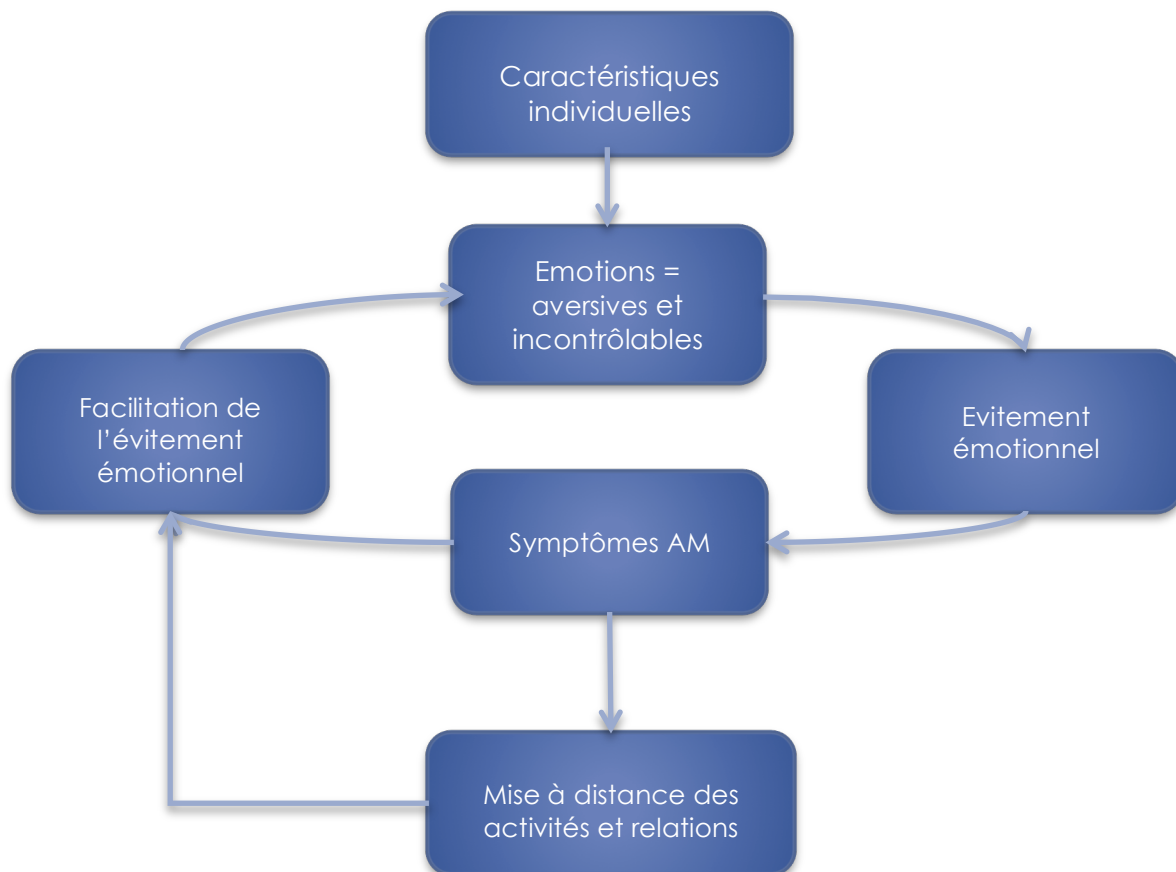 Caractéristiques
individuelles
Emotions =
aversives et
incontrôlables
Facilitation de
l’évitement
émotionnel
Evitement
émotionnel
Symptômes AM
Mise à distance des
activités et relations